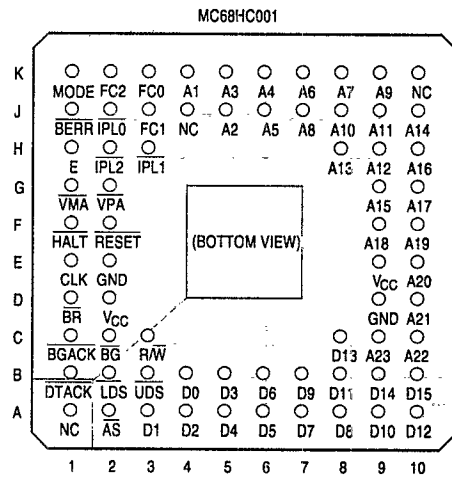 MC68HC001
K
MODE FC2 FC0 A1 A3 A4 A6 A7 A9 NC
J
BERR IPL0 FC1 NC A2 A5 A8 A10 A11 A14
H
E IPL2 IPL1 A13 A12 A16
G
VMA VPA A15 A17
F
HALT RESET (BOTTOM VIEW) A18 A19
E
CLK GND VCC A20
D
BR VCC GND A21
C
BGACK BG R/W D13 A23 A22
B
DTACK LDS UDS D0 D3 D6 D9 D11 D14 D15
A
NC AS D1 D2 D4 D5 D7 D8 D10 D12
1 2 3 4 5 6 7 8 9 10